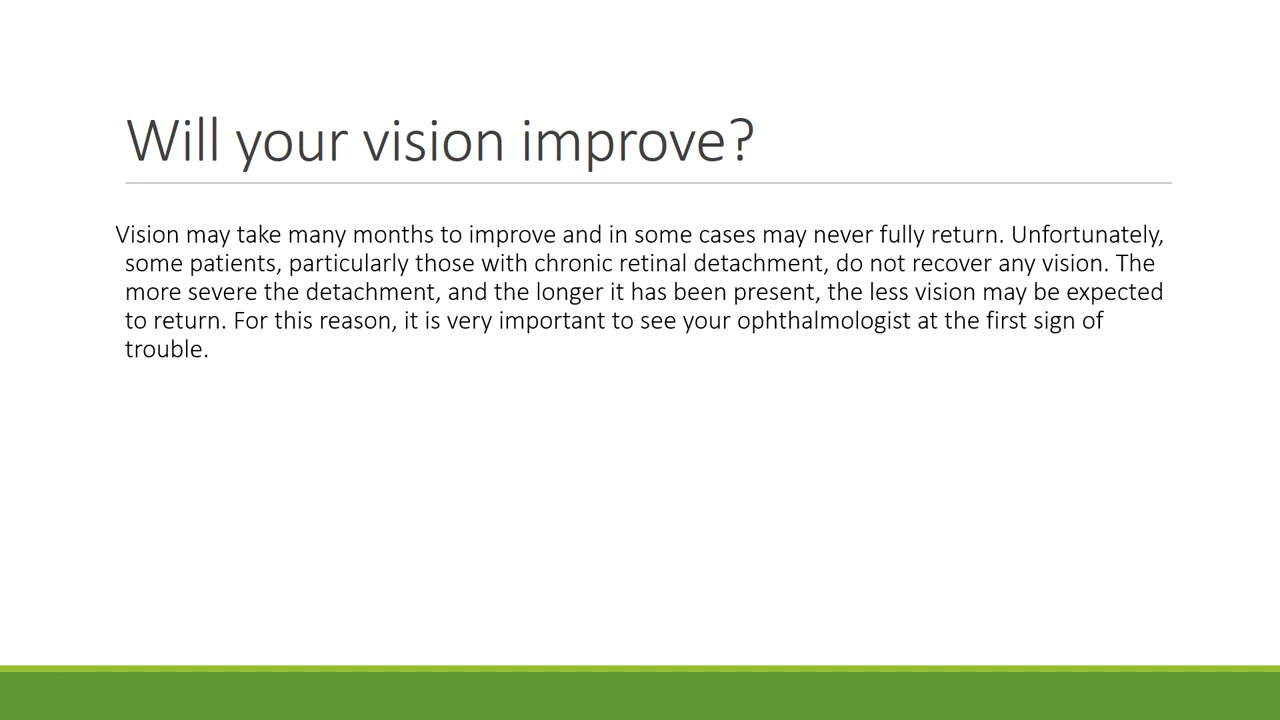 Will your vision improve?
Vision may take many months to improve and in some cases may never fully return. Unfortunately,
some patients, particularly those with chronic retinal detachment, do not recover any vision. The
more severe the detachment, and the longer it has been present, the less vision may be expected
to return. For this reason, it is very important to see your ophthalmologist at the first sign of
trouble.